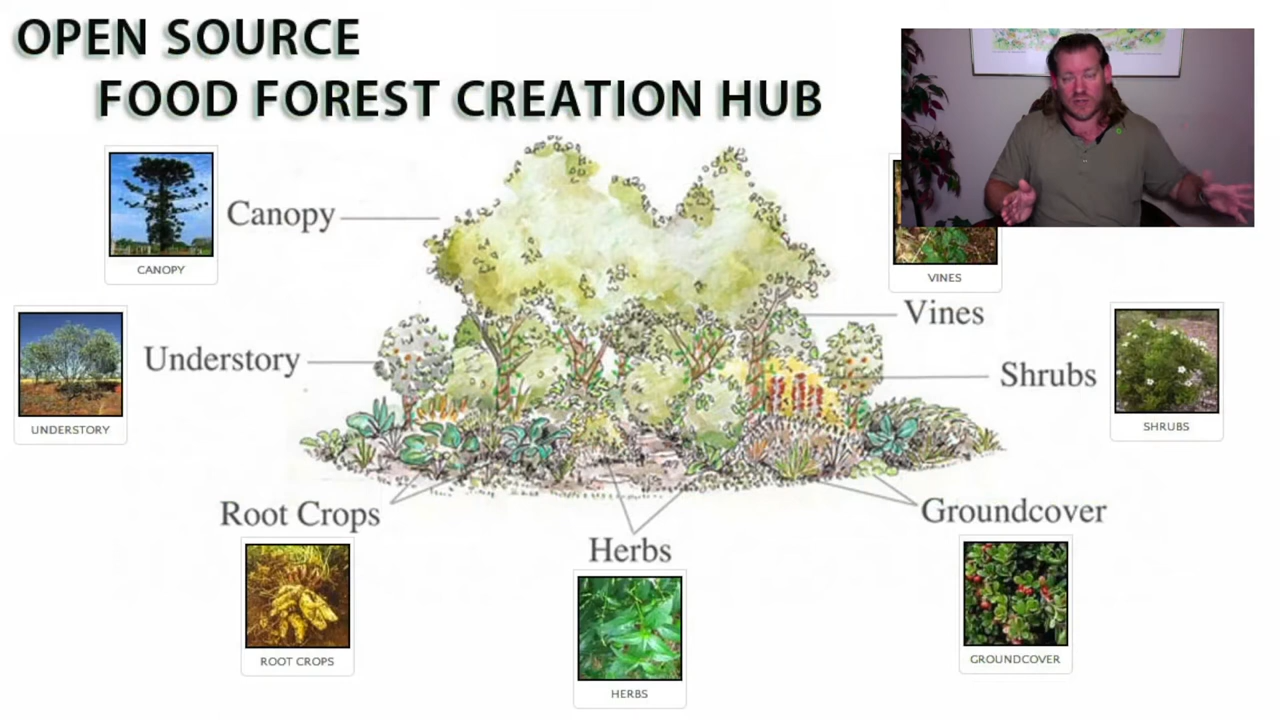 OPEN SOURCE
FOOD FOREST CREATION HUB
Canopy
CANOPY
VINES
Vines
Understory
UNDERSTORY
Shrubs
SHRUBS
Root Crops
ROOT CROPS
Herbs
HERBS
Groundcover
GROUNDCOVER